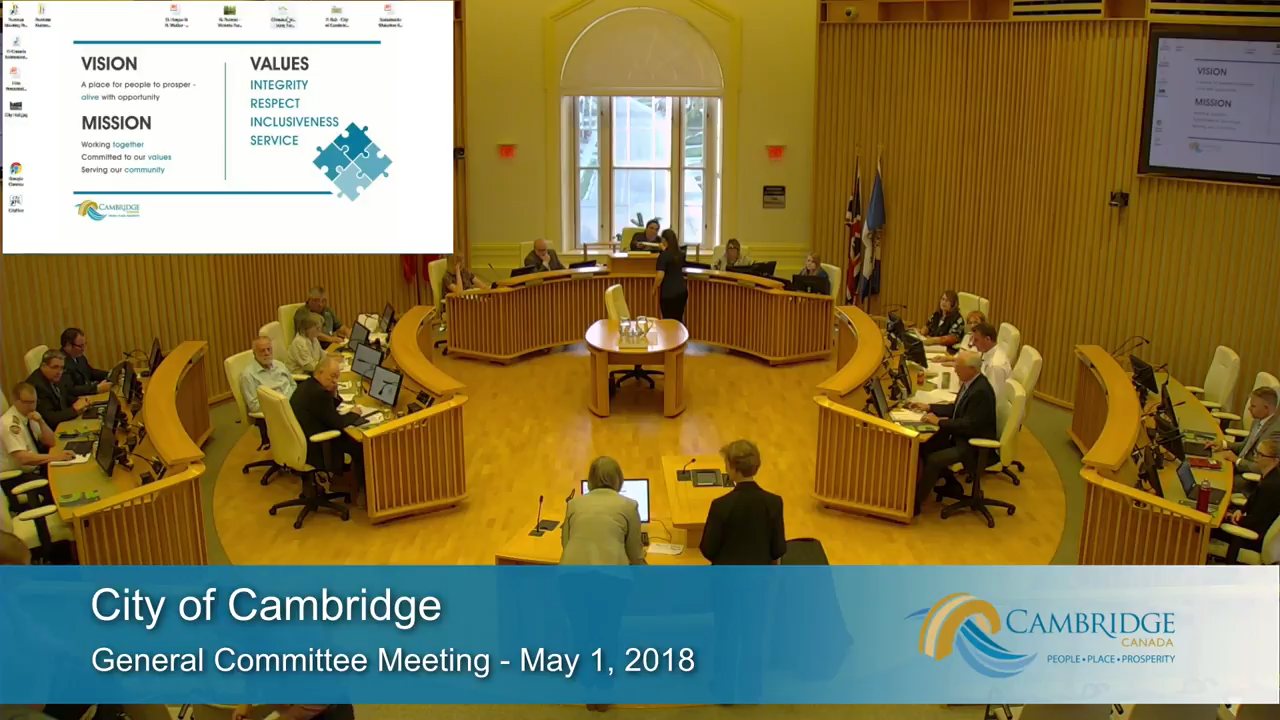 VISION
A place for people to prosper -
alive with opportunity
MISSION
Working together
Committed to our values
Serving our community
VALUES
INTEGRITY
RESPECT
INCLUSIVENESS
SERVICE
CAMBRIDGE
VISION
MISSION
City of Cambridge
General Committee Meeting - May 1, 2018
CAMBRIDGE
CANADA
PEOPLE • PLACE • PROSPERITY